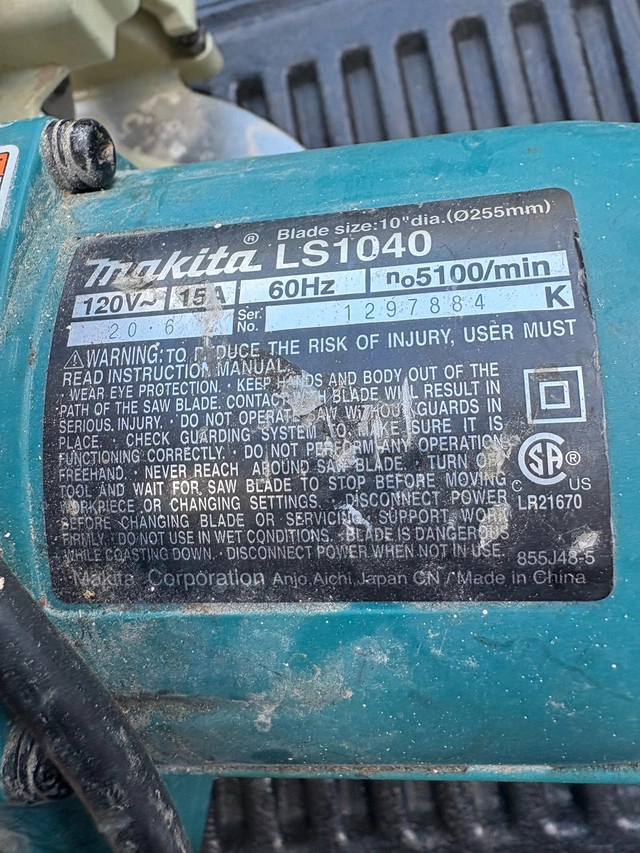 Blade size:10"dia.(Ø255mm)
makita® LS1040
120V~ 15A 60Hz no5100/min
20 6 Ser. No. 1297884 K
⚠WARNING: TO REDUCE THE RISK OF INJURY, USER MUST
READ INSTRUCTION MANUAL.
· WEAR EYE PROTECTION. · KEEP HANDS AND BODY OUT OF THE
PATH OF THE SAW BLADE. CONTACT WITH BLADE WILL RESULT IN
SERIOUS INJURY. · DO NOT OPERATE SAW WITHOUT GUARDS IN
PLACE. · CHECK GUARDING SYSTEM TO MAKE SURE IT IS
FUNCTIONING CORRECTLY. · DO NOT PERFORM ANY OPERATION
FREEHAND. · NEVER REACH AROUND SAW BLADE. · TURN OFF
TOOL AND WAIT FOR SAW BLADE TO STOP BEFORE MOVING
WORKPIECE OR CHANGING SETTINGS. · DISCONNECT POWER
BEFORE CHANGING BLADE OR SERVICING. · SUPPORT WORK
FIRMLY. · DO NOT USE IN WET CONDITIONS. · BLADE IS DANGEROUS
WHILE COASTING DOWN. · DISCONNECT POWER WHEN NOT IN USE.
C SA ® US
LR21670
855J48-5
Makita Corporation Anjo, Aichi, Japan CN / Made in China